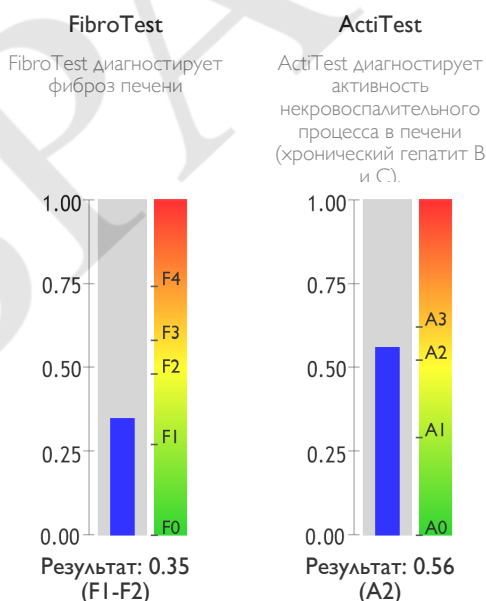 FibroTest
FibroTest диагностирует
фиброз печени
1.00
0.75
0.50
0.25
0.00
F4
F3
F2
F1
F0
Результат: 0.35
(F1-F2)
ActiTest
ActiTest диагностирует
активность
некровоспалительного
процесса в печени
(хронический гепатит B
и C).
1.00
0.75
0.50
0.25
0.00
A3
A2
A1
A0
Результат: 0.56
(A2)